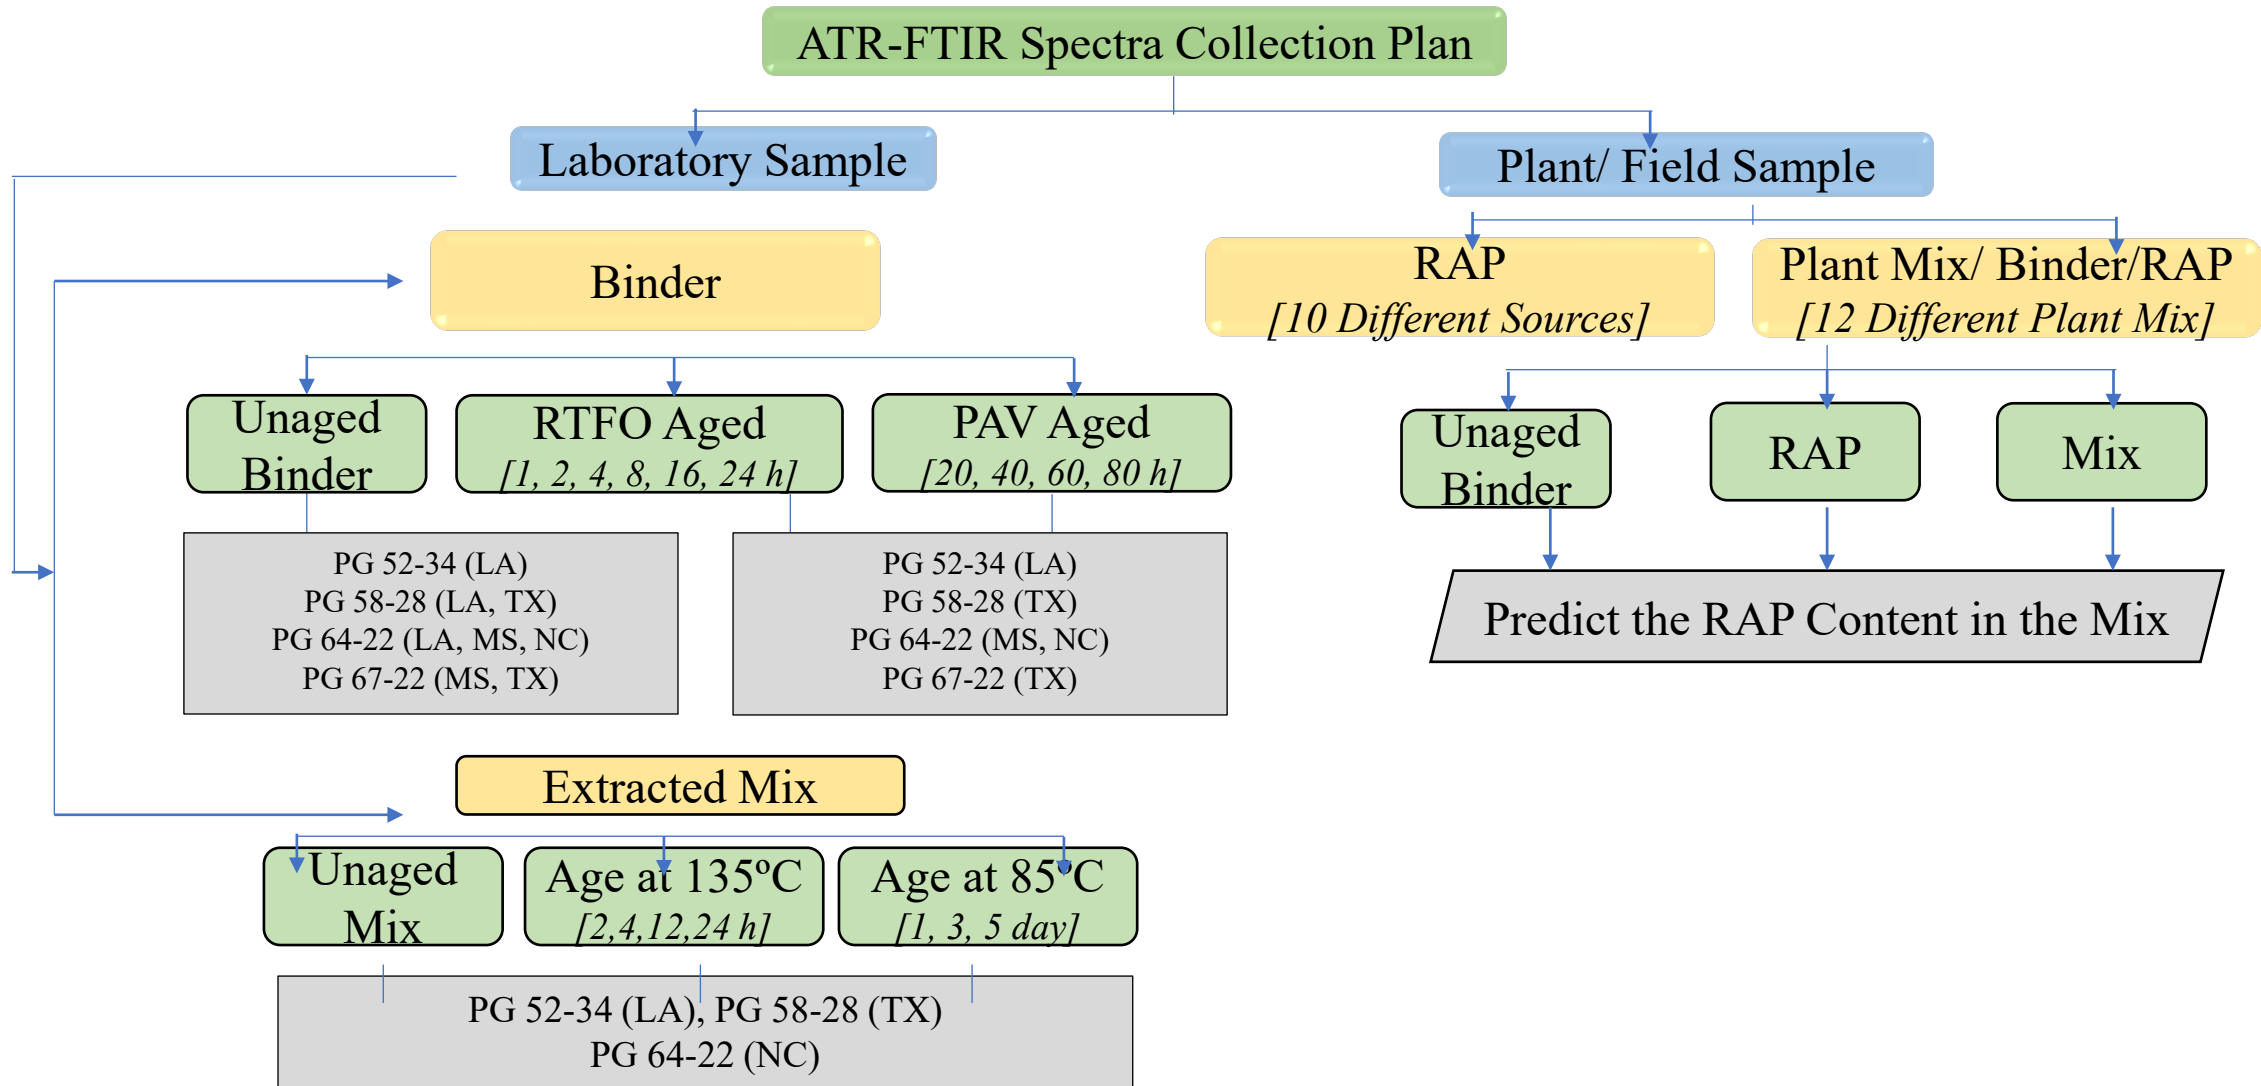 ATR-FTIR Spectra Collection Plan
Laboratory Sample
Plant/ Field Sample
Binder
RAP
[10 Different Sources]
Plant Mix/ Binder/RAP
[12 Different Plant Mix]
Unaged
Binder
RTFO Aged
[1, 2, 4, 8, 16, 24 h]
PAV Aged
[20, 40, 60, 80 h]
Unaged
Binder
RAP
Mix
PG 52-34 (LA)
PG 58-28 (LA, TX)
PG 64-22 (LA, MS, NC)
PG 67-22 (MS, TX)
PG 52-34 (LA)
PG 58-28 (TX)
PG 64-22 (MS, NC)
PG 67-22 (TX)
Predict the RAP Content in the Mix
Extracted Mix
Unaged
Mix
Age at 135ºC
[2,4,12,24 h]
Age at 85ºC
[1, 3, 5 day]
PG 52-34 (LA), PG 58-28 (TX)
PG 64-22 (NC)